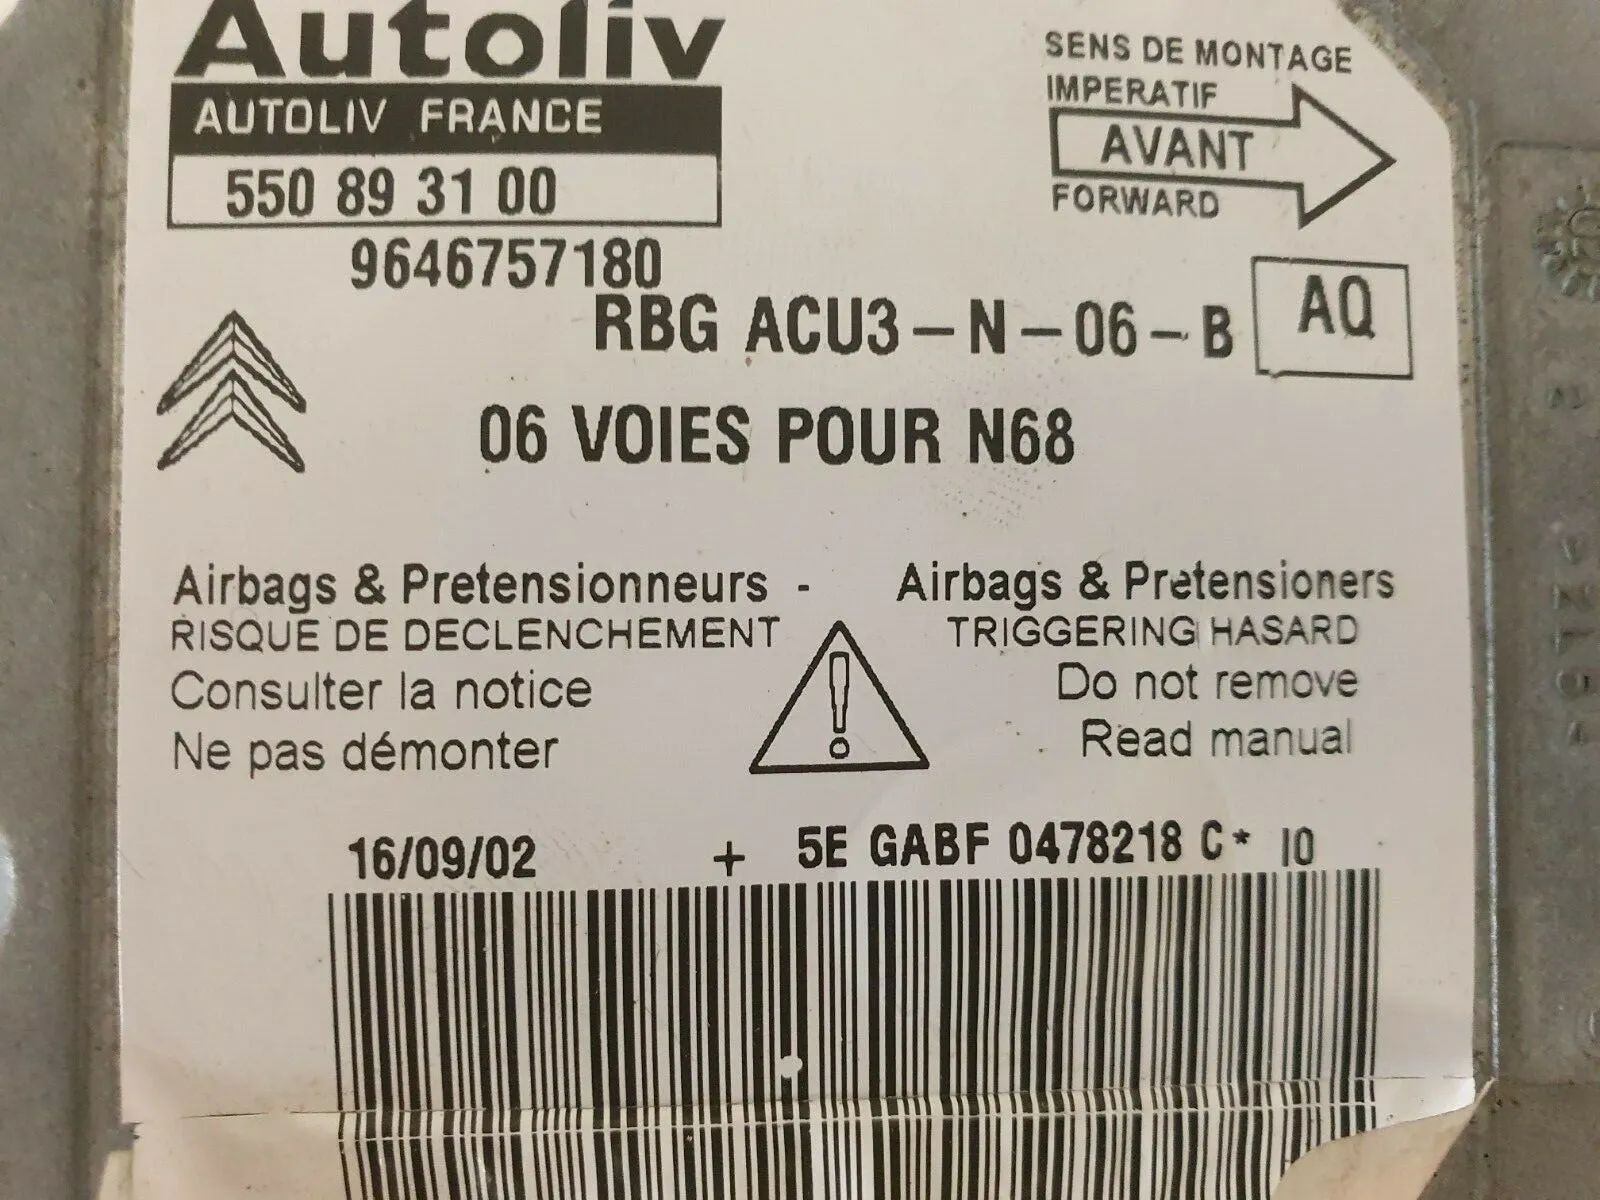 Autoliv
AUTOLIV FRANCE
550 89 31 00
9646757180
SENS DE MONTAGE
IMPERATIF
AVANT
FORWARD
RBG ACU3-N-06-B
AQ
06 VOIES POUR N68
Airbags & Pretensionneurs -
RISQUE DE DECLENCHEMENT
Consulter la notice
Ne pas démonter
Airbags & Pretensioners
TRIGGERING HASARD
Do not remove
Read manual
16/09/02 + 5E GABF 0478218 C* 10